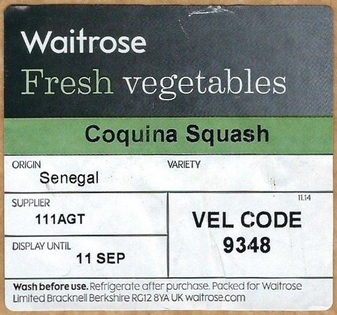 Waitrose
Fresh vegetables
Coquina Squash
ORIGIN
Senegal
VARIETY
SUPPLIER
111AGT
11.14
VEL CODE
9348
DISPLAY UNTIL
11 SEP
Wash before use. Refrigerate after purchase. Packed for Waitrose
Limited Bracknell Berkshire RG12 8YA UK waitrose.com